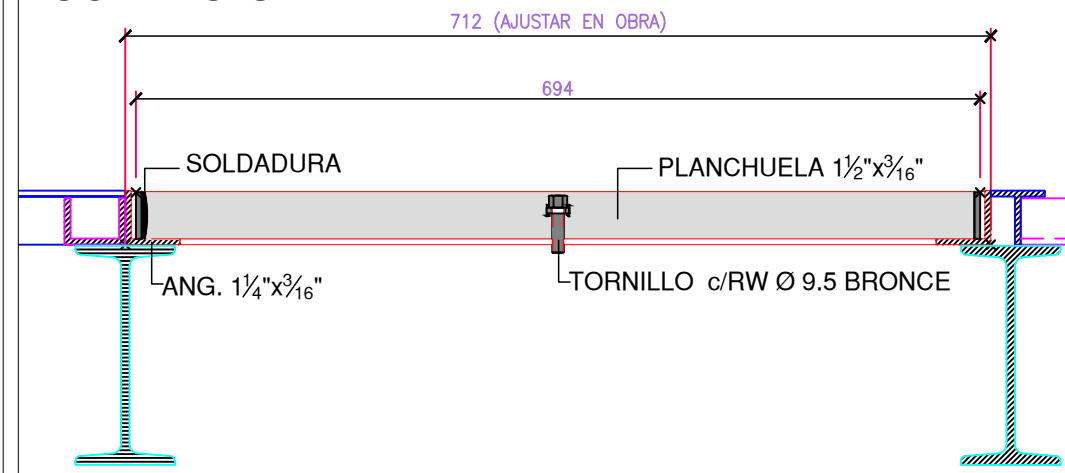 712 (AJUSTAR EN OBRA)
694
SOLDADURA
PLANCHUELA 1½"x³⁄₁₆"
ANG. 1¼"x³⁄₁₆"
TORNILLO c/RW Ø 9.5 BRONCE